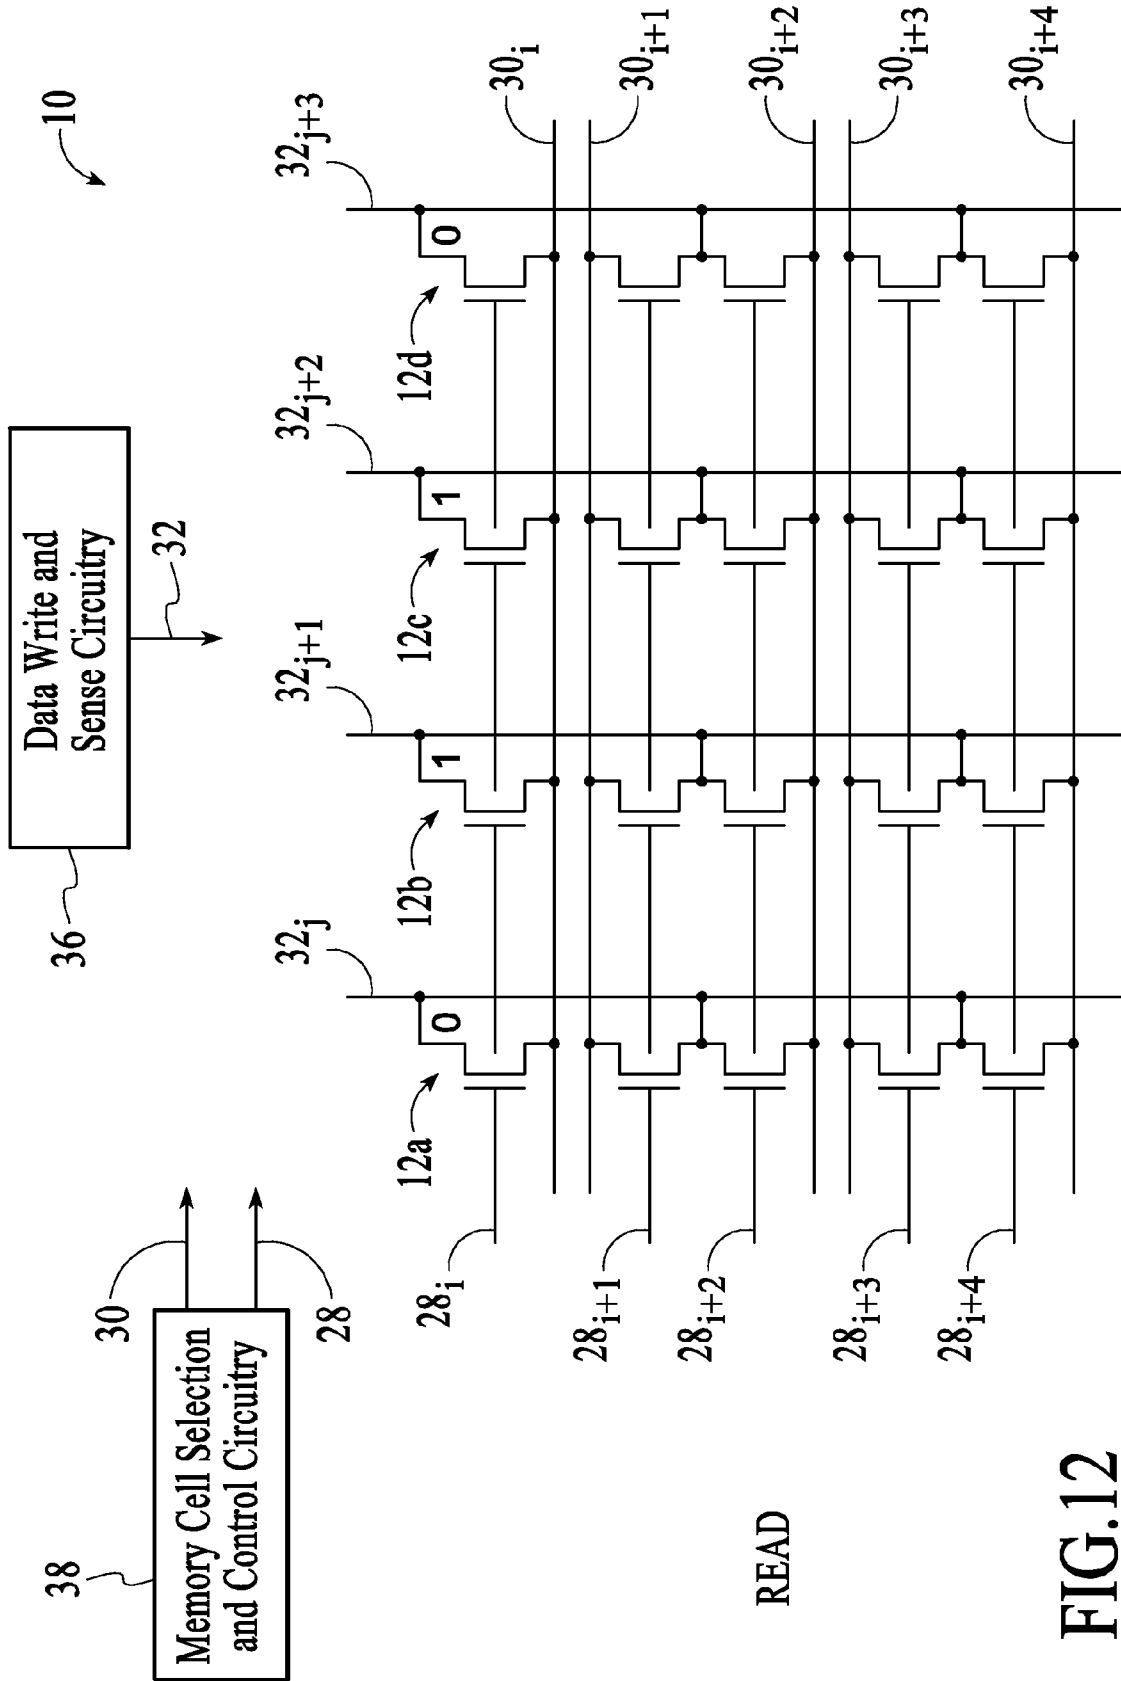 10
Data Write and
Sense Circuitry
36
32
Memory Cell Selection
and Control Circuitry
38
30
28
32j
32j+1
32j+2
32j+3
12a
12b
12c
12d
0
1
1
0
28i
28i+1
28i+2
28i+3
28i+4
30i
30i+1
30i+2
30i+3
30i+4
READ
FIG.12